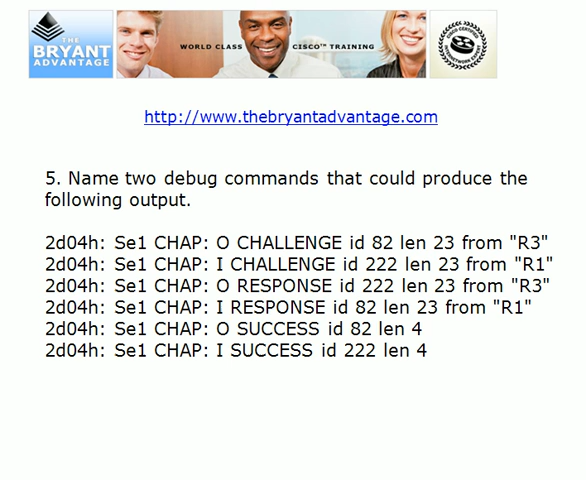 THE
BRYANT
ADVANTAGE
WORLD CLASS CISCO™ TRAINING
CISCO CERTIFIED
INTERNETWORK EXPERT
http://www.thebryantadvantage.com
5. Name two debug commands that could produce the
following output.
2d04h: Se1 CHAP: O CHALLENGE id 82 len 23 from "R3"
2d04h: Se1 CHAP: I CHALLENGE id 222 len 23 from "R1"
2d04h: Se1 CHAP: O RESPONSE id 222 len 23 from "R3"
2d04h: Se1 CHAP: I RESPONSE id 82 len 23 from "R1"
2d04h: Se1 CHAP: O SUCCESS id 82 len 4
2d04h: Se1 CHAP: I SUCCESS id 222 len 4